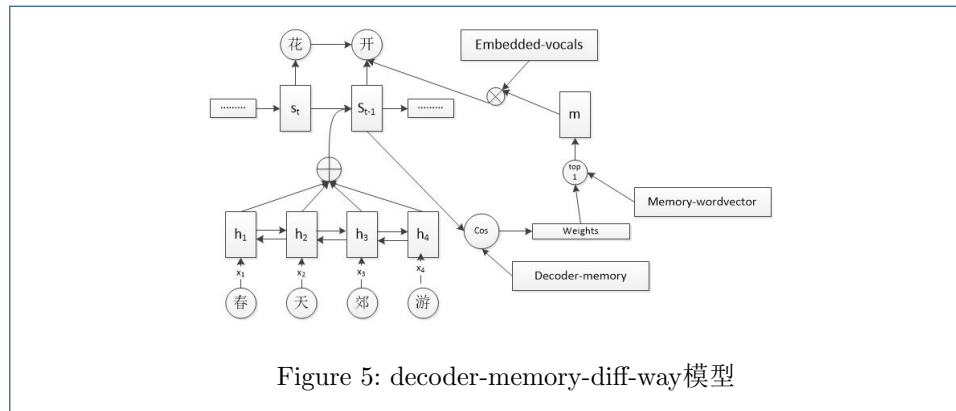 花 开 Embedded-vocals
......... sₜ Sₜ₋₁ ......... m
top 1
Memory-wordvector
h₁ h₂ h₃ h₄ Cos Weights
x₁ x₂ x₃ x₄ Decoder-memory
春 天 郊 游
Figure 5: decoder-memory-diff-way模型